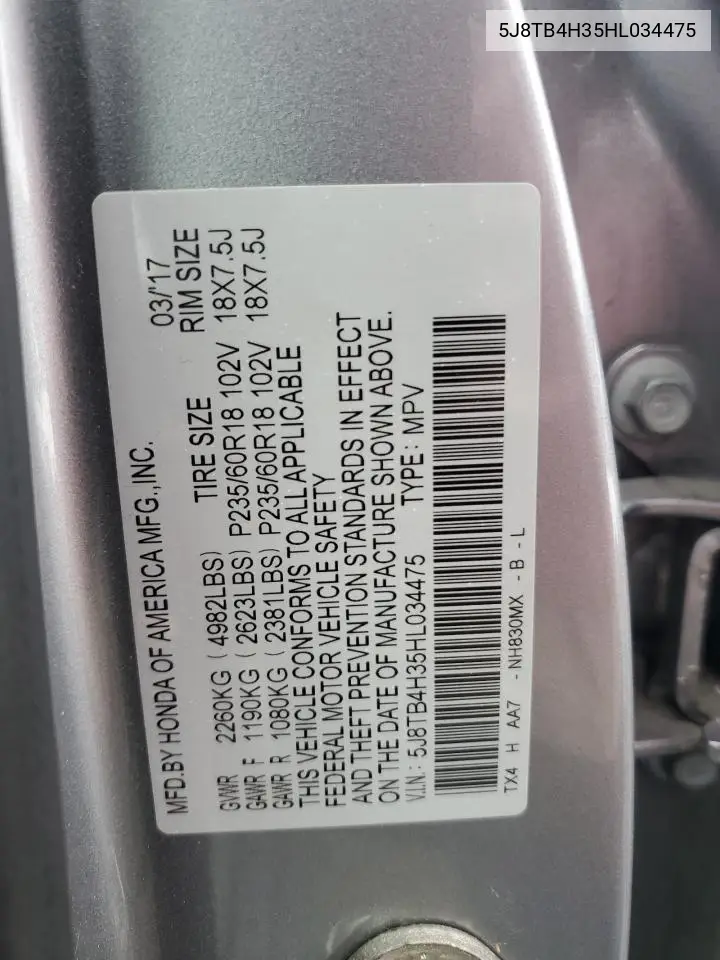 5J8TB4H35HL034475
MFD.BY HONDA OF AMERICA MFG.,INC. 03/'17
TIRE SIZE RIM SIZE
GVWR 2260KG ( 4982LBS)
GAWR F 1190KG ( 2623LBS) P235/60R18 102V 18X7.5J
GAWR R 1080KG ( 2381LBS) P235/60R18 102V 18X7.5J
THIS VEHICLE CONFORMS TO ALL APPLICABLE
FEDERAL MOTOR VEHICLE SAFETY
AND THEFT PREVENTION STANDARDS IN EFFECT
ON THE DATE OF MANUFACTURE SHOWN ABOVE.
V.I.N.: 5J8TB4H35HL034475 TYPE: MPV
TX4 H AA7 - NH830MX - B - L